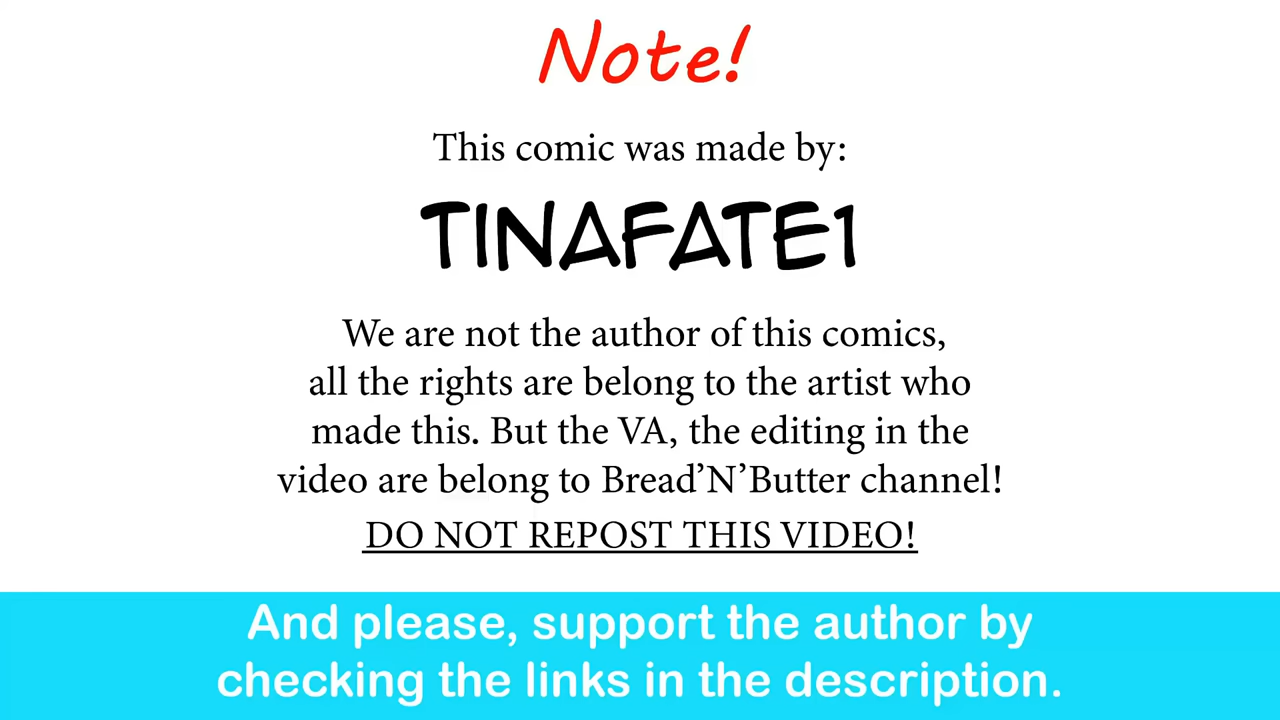 Note!
This comic was made by:
TINAFATE1
We are not the author of this comics,
all the rights are belong to the artist who
made this. But the VA, the editing in the
video are belong to Bread’N’Butter channel!
DO NOT REPOST THIS VIDEO!
And please, support the author by
checking the links in the description.